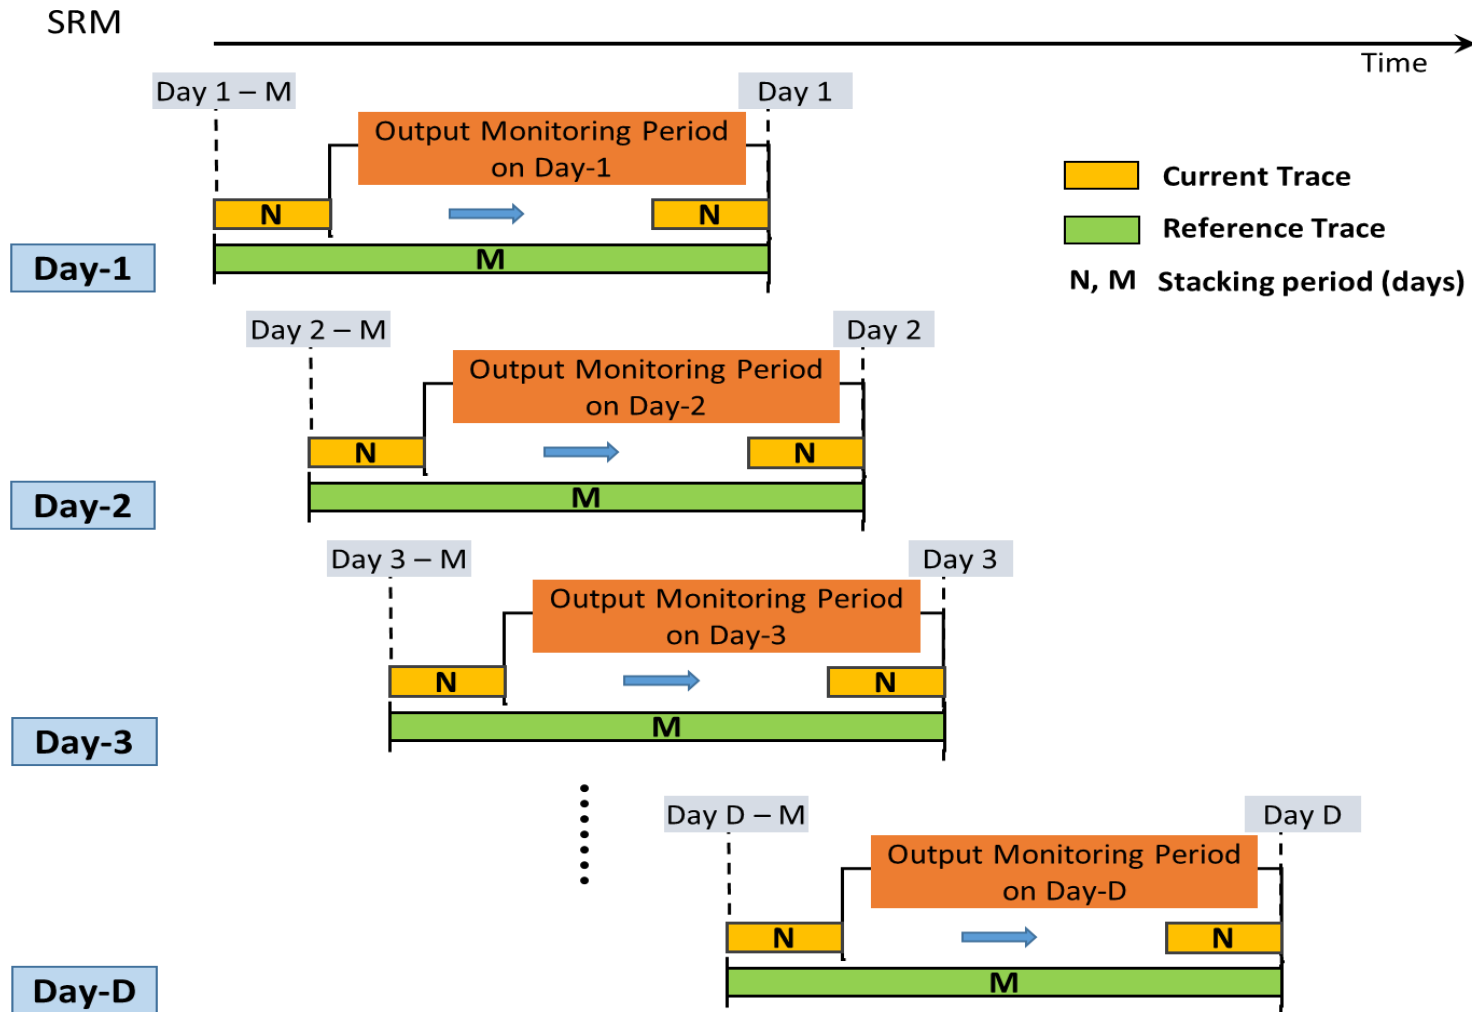 SRM
Time
Day 1 – M
Day 1
Output Monitoring Period
on Day-1
N
N
M
Day-1
Current Trace
Reference Trace
N, M Stacking period (days)
Day 2 – M
Day 2
Output Monitoring Period
on Day-2
N
N
M
Day-2
Day 3 – M
Day 3
Output Monitoring Period
on Day-3
N
N
M
Day-3
Day D – M
Day D
Output Monitoring Period
on Day-D
N
N
M
Day-D